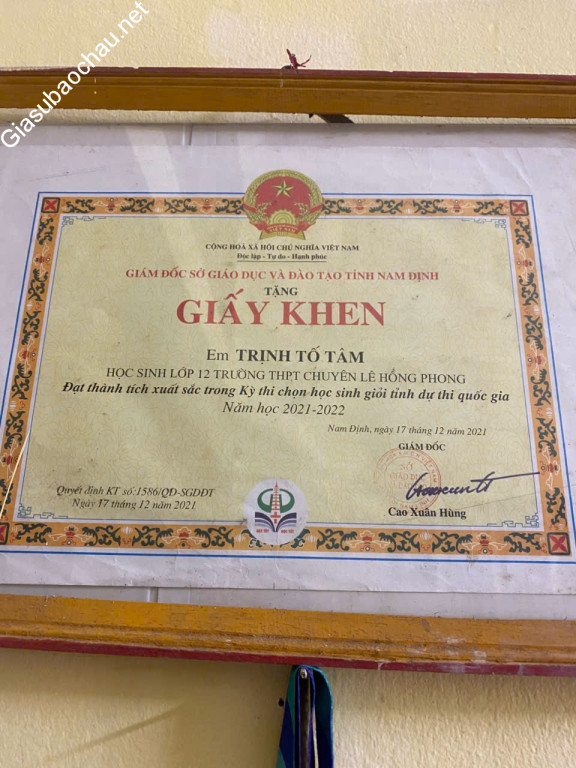 Giasubaochau.net
VIỆT NAM
CỘNG HOÀ XÃ HỘI CHỦ NGHĨA VIỆT NAM
Độc lập - Tự do - Hạnh phúc
GIÁM ĐỐC SỞ GIÁO DỤC VÀ ĐÀO TẠO TỈNH NAM ĐỊNH
TẶNG
GIẤY KHEN
Em TRỊNH TỐ TÂM
HỌC SINH LỚP 12 TRƯỜNG THPT CHUYÊN LÊ HỒNG PHONG
Đạt thành tích xuất sắc trong Kỳ thi chọn học sinh giỏi tỉnh dự thi quốc gia
Năm học 2021-2022
Nam Định, ngày 17 tháng 12 năm 2021
GIÁM ĐỐC
SỞ
Cao Xuân Hùng
Quyết định KT số:1586/QĐ-SGDĐT
Ngày 17 tháng 12 năm 2021